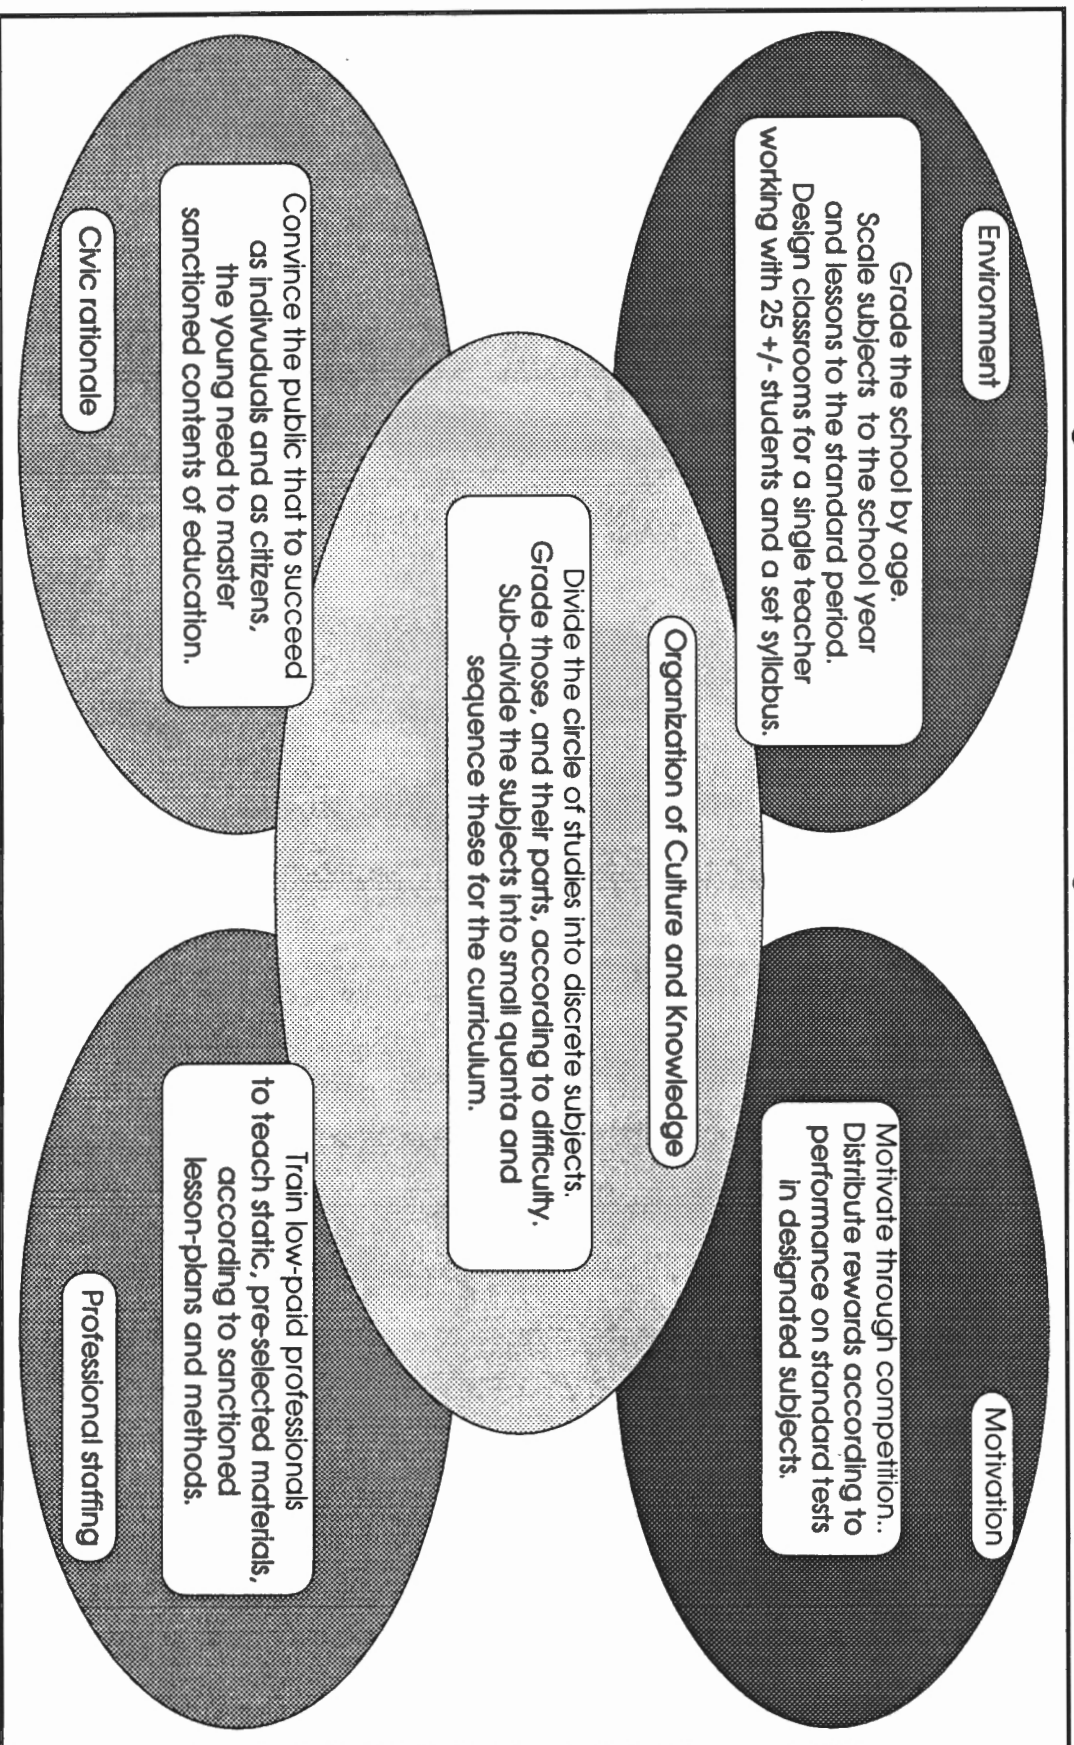 Environment
Grade the school by age.
Scale subjects to the school year
and lessons to the standard period.
Design classrooms for a single teacher
working with 25 +/- students and a set syllabus.
Motivation
Motivate through competition..
Distribute rewards according to
performance on standard tests
in designated subjects.
Organization of Culture and Knowledge
Divide the circle of studies into discrete subjects.
Grade those, and their parts, according to difficulty.
Sub-divide the subjects into small quanta and
sequence these for the curriculum.
Convince the public that to succeed
as indivuduals and as citizens,
the young need to master
sanctioned contents of education.
Civic rationale
Train low-paid professionals
to teach static, pre-selected materials,
according to sanctioned
lesson-plans and methods.
Professional staffing